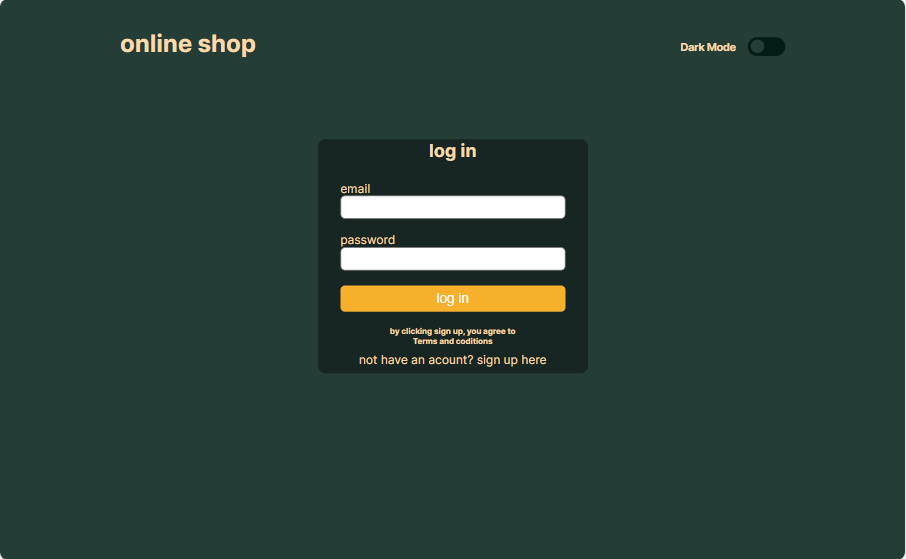 online shop
Dark Mode
log in
email
password
log in
by clicking sign up, you agree to
Terms and coditions
not have an acount? sign up here